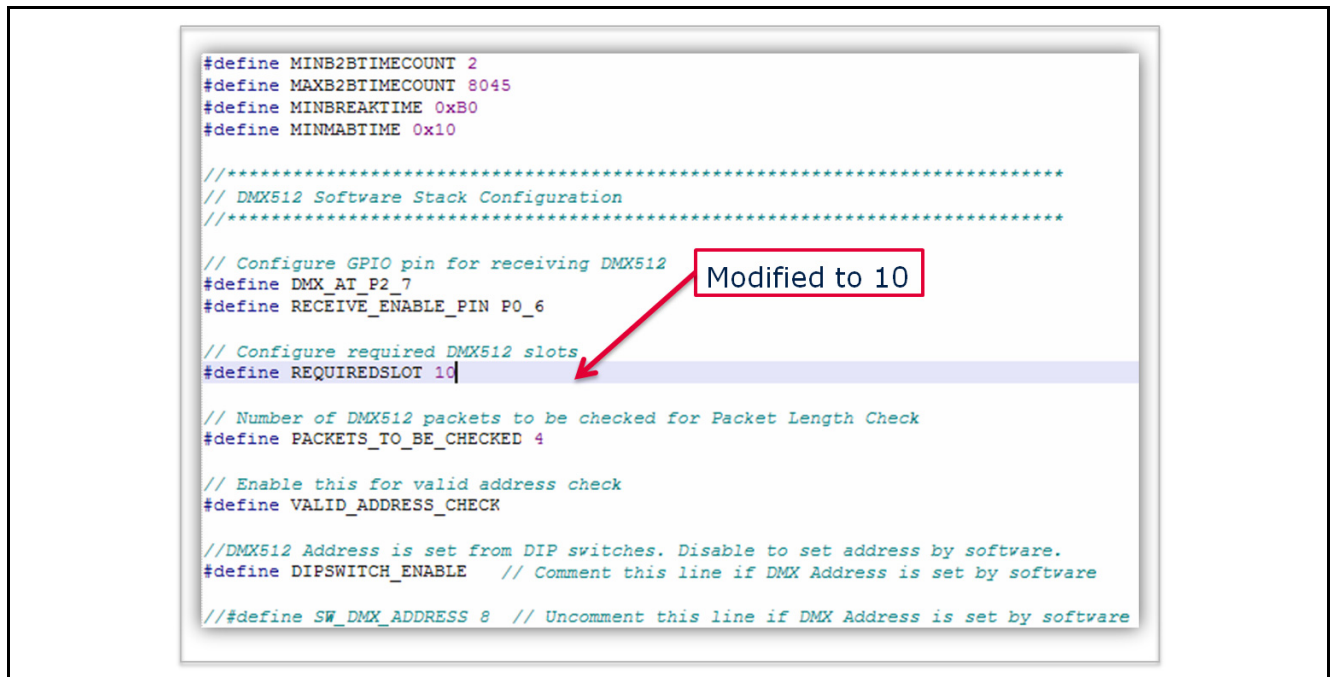 #define MINB2BTIMECOUNT 2
#define MAXB2BTIMECOUNT 8045
#define MINBREAKTIME 0xB0
#define MINMABTIME 0x10
//****************************************************************************
// DMX512 Software Stack Configuration
//****************************************************************************
// Configure GPIO pin for receiving DMX512
#define DMX_AT_P2_7
#define RECEIVE_ENABLE_PIN P0_6
Modified to 10
// Configure required DMX512 slots
#define REQUIREDSLOT 10
// Number of DMX512 packets to be checked for Packet Length Check
#define PACKETS_TO_BE_CHECKED 4
// Enable this for valid address check
#define VALID_ADDRESS_CHECK
//DMX512 Address is set from DIP switches. Disable to set address by software.
#define DIPSWITCH_ENABLE   // Comment this line if DMX Address is set by software
//#define SW_DMX_ADDRESS 8  // Uncomment this line if DMX Address is set by software